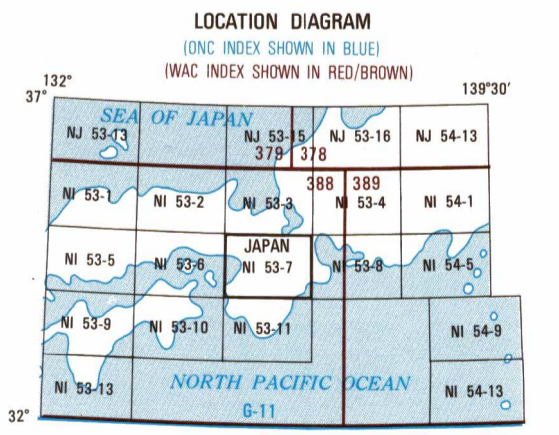 LOCATION DIAGRAM
(ONC INDEX SHOWN IN BLUE)
(WAC INDEX SHOWN IN RED/BROWN)
132°
139°30'
37°
SEA OF JAPAN
NJ 53-13
NJ 53-15
NJ 53-16
NJ 54-13
379
378
388
389
NI 53-1
NI 53-2
NI 53-3
NI 53-4
NI 54-1
JAPAN
NI 53-5
NI 53-6
NI 53-7
NI 53-8
NI 54-5
NI 53-9
NI 53-10
NI 53-11
NI 54-9
NI 53-13
NORTH PACIFIC OCEAN
NI 54-13
32°
G-11